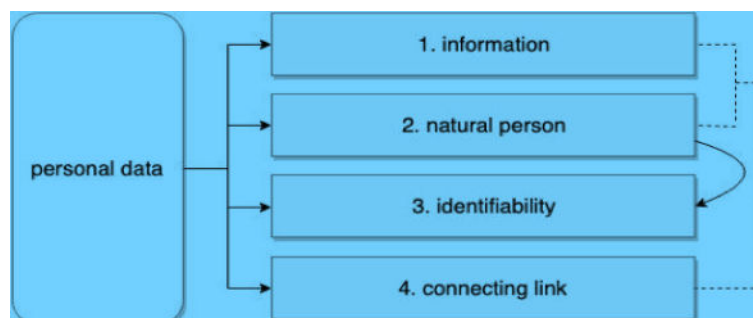 personal data
1. information
2. natural person
3. identifiability
4. connecting link